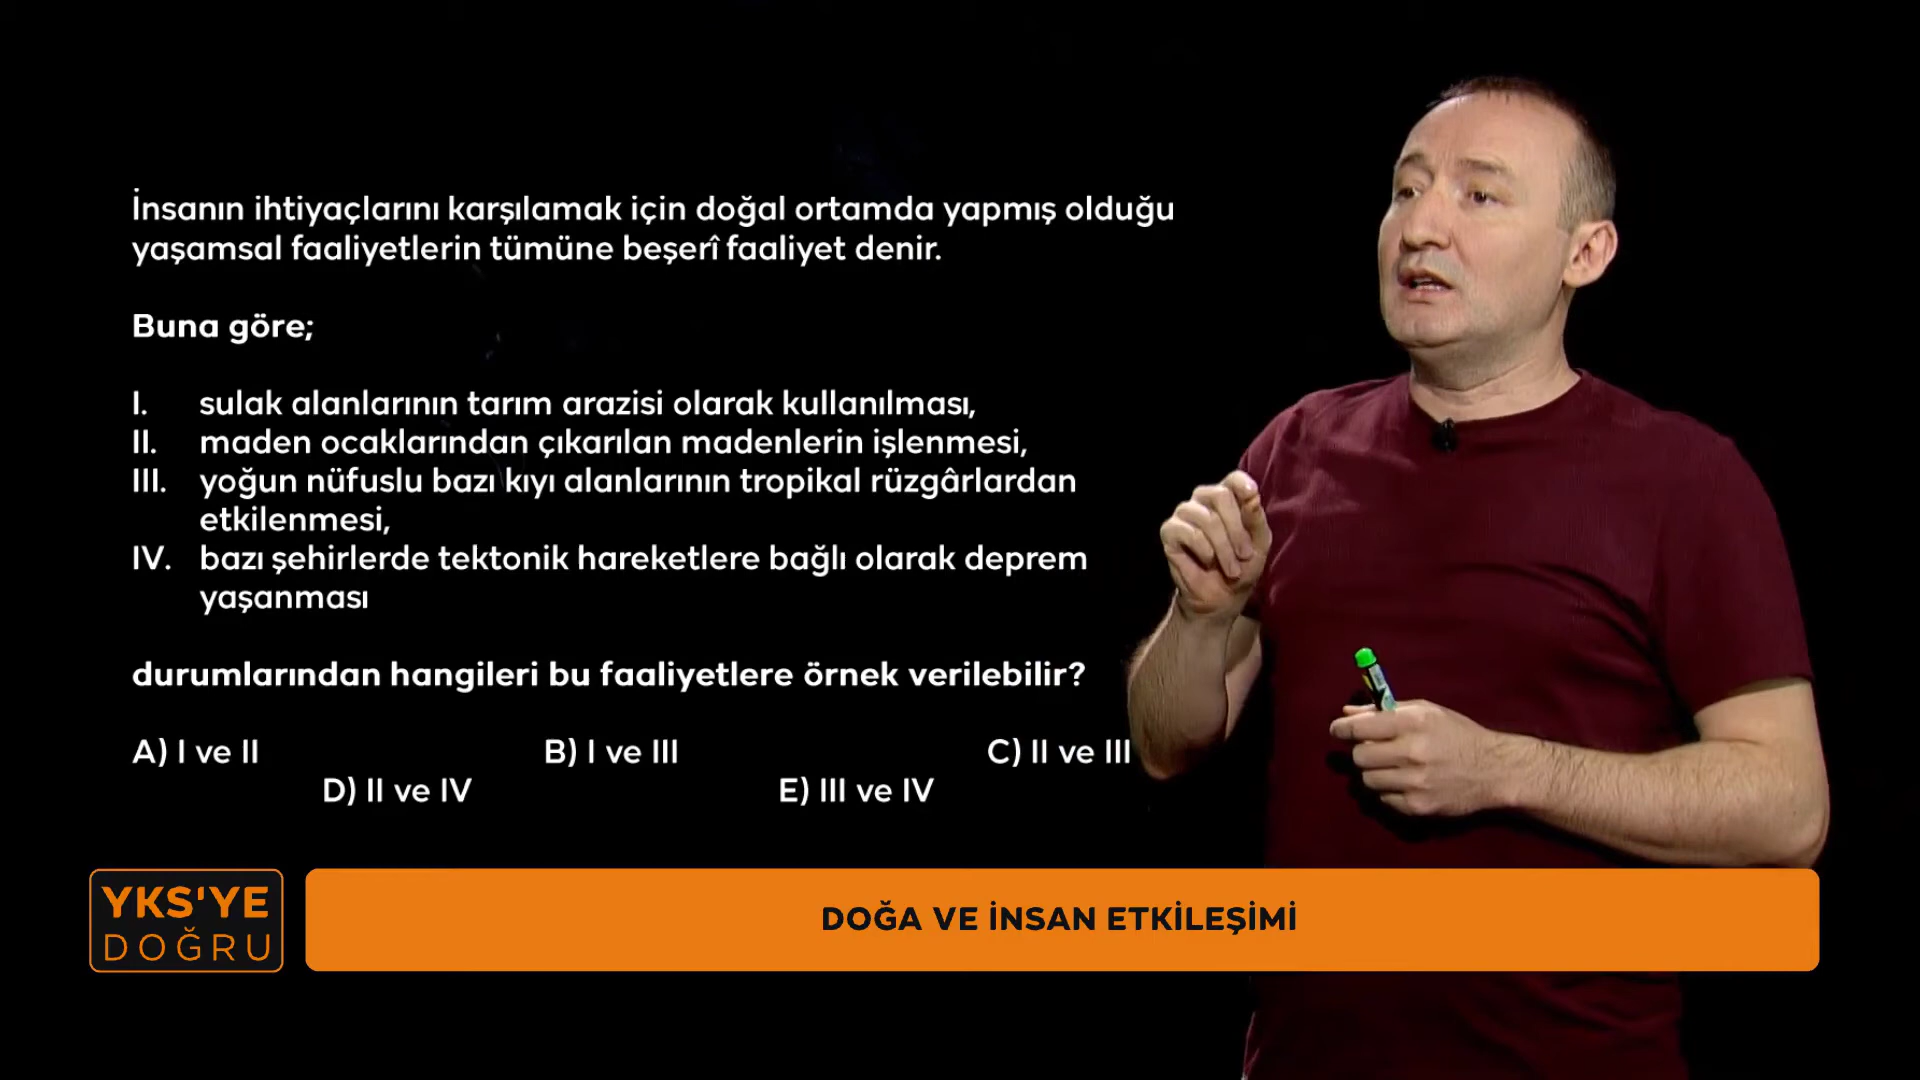 İnsanın ihtiyaçlarını karşılamak için doğal ortamda yapmış olduğu
yaşamsal faaliyetlerin tümüne beşerî faaliyet denir.
Buna göre;
I. sulak alanlarının tarım arazisi olarak kullanılması,
II. maden ocaklarından çıkarılan madenlerin işlenmesi,
III. yoğun nüfuslu bazı kıyı alanlarının tropikal rüzgârlardan
etkilenmesi,
IV. bazı şehirlerde tektonik hareketlere bağlı olarak deprem
yaşanması
durumlarından hangileri bu faaliyetlere örnek verilebilir?
A) I ve II B) I ve III C) II ve III
D) II ve IV E) III ve IV
YKS'YE
DOĞRU
DOĞA VE İNSAN ETKİLEŞİMİ